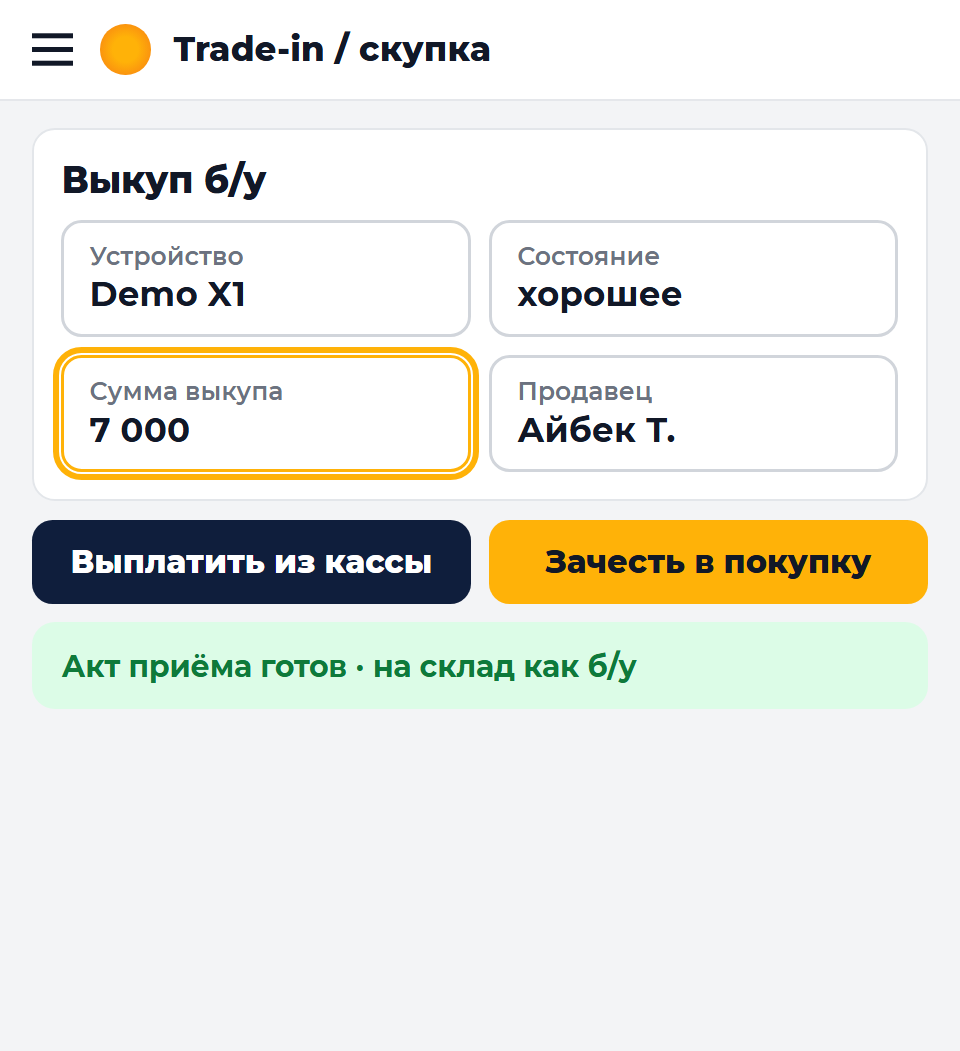 Trade-in / скупка
Выкуп б/у
Устройство
Demo X1
Состояние
хорошее
Сумма выкупа
7 000
Продавец
Айбек Т.
Выплатить из кассы
Зачесть в покупку
Акт приёма готов · на склад как б/у